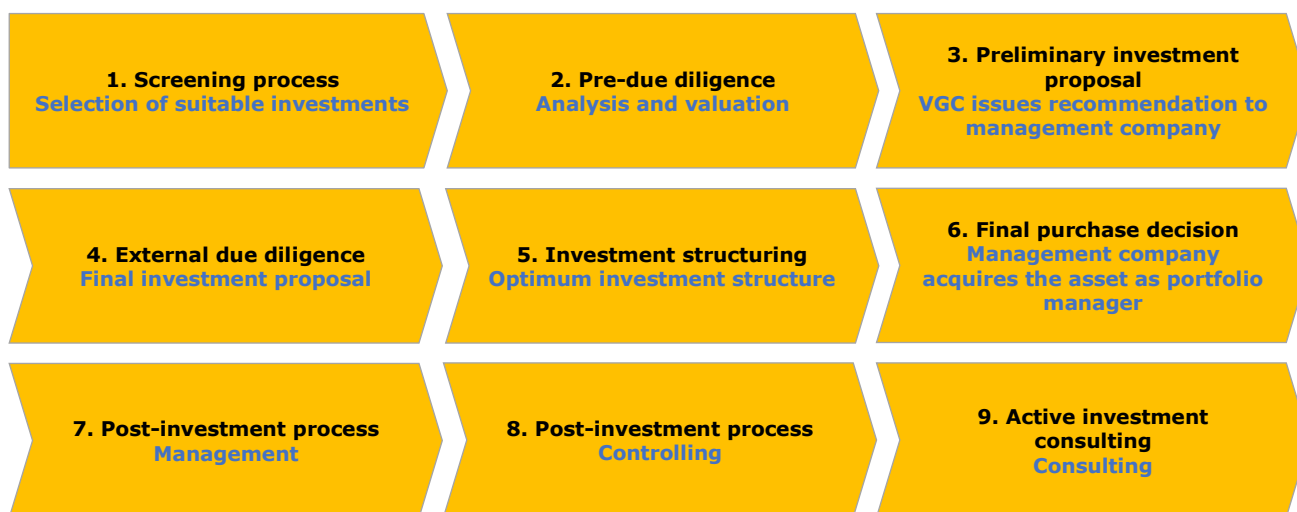 1. Screening process
Selection of suitable investments
2. Pre-due diligence
Analysis and valuation
3. Preliminary investment
proposal
VGC issues recommendation to
management company
4. External due diligence
Final investment proposal
5. Investment structuring
Optimum investment structure
6. Final purchase decision
Management company
acquires the asset as portfolio
manager
7. Post-investment process
Management
8. Post-investment process
Controlling
9. Active investment
consulting
Consulting